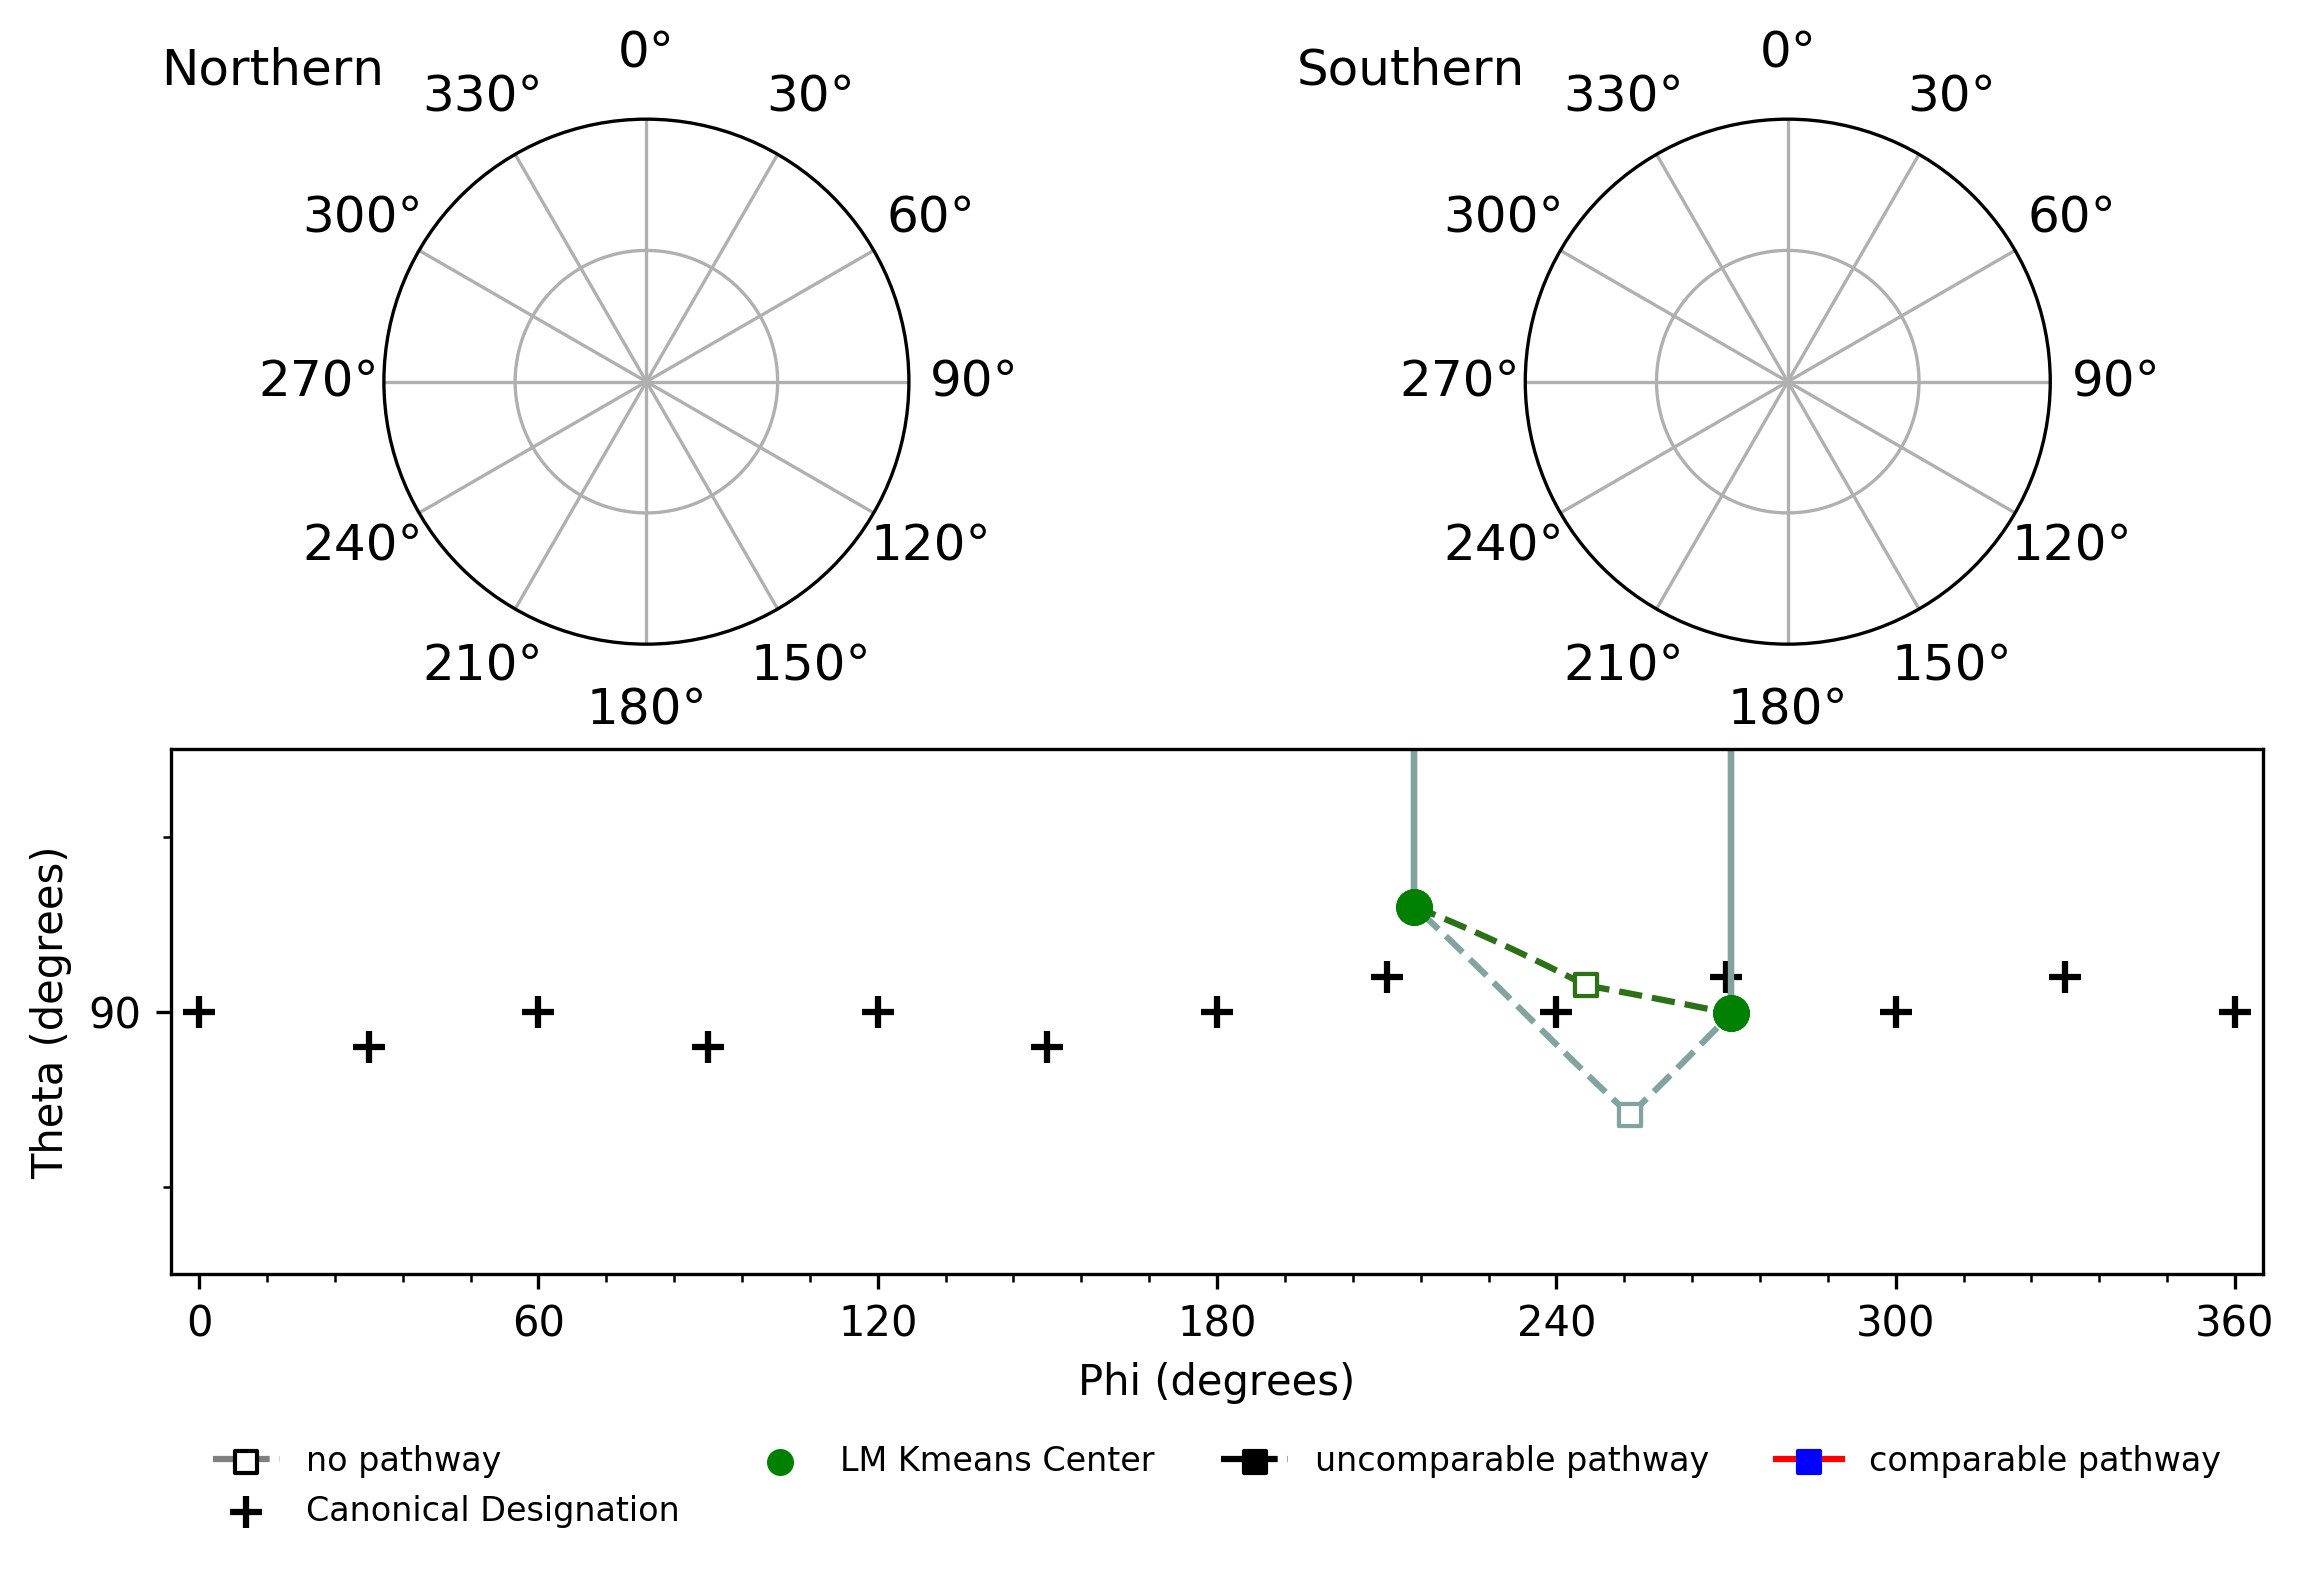 Northern
0°
30°
60°
90°
120°
150°
180°
210°
240°
270°
300°
330°
Southern
0°
30°
60°
90°
120°
150°
180°
210°
240°
270°
300°
330°
Theta (degrees)
90
0 60 120 180 240 300 360
Phi (degrees)
no pathway
Canonical Designation
LM Kmeans Center
uncomparable pathway
comparable pathway